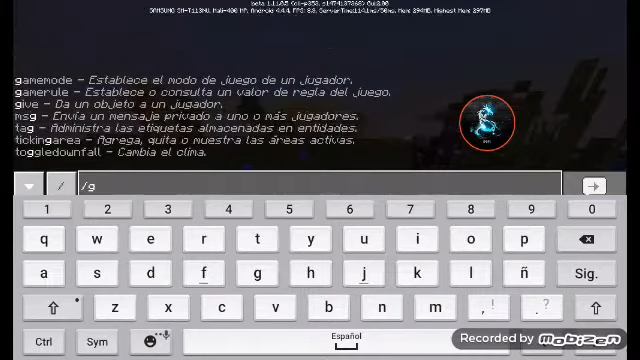 gamemode - Establece el modo de juego de un jugador.
gamerule - Establece o consulta un valor de regla del juego.
give - Da un objeto a un jugador.
msg - Envía un mensaje privado a uno o más jugadores.
tag - Administra las etiquetas almacenadas en entidades.
tickingarea - Agrega, quita o muestra las áreas activas.
toggledownfall - Cambia el clima.
/ /g
1 2 3 4 5 6 7 8 9 0
q w e r t y u i o p
a s d f g h j k l ñ Sig.
z x c v b n m , ! . ?
Ctrl Sym Español
Recorded by Mobizen